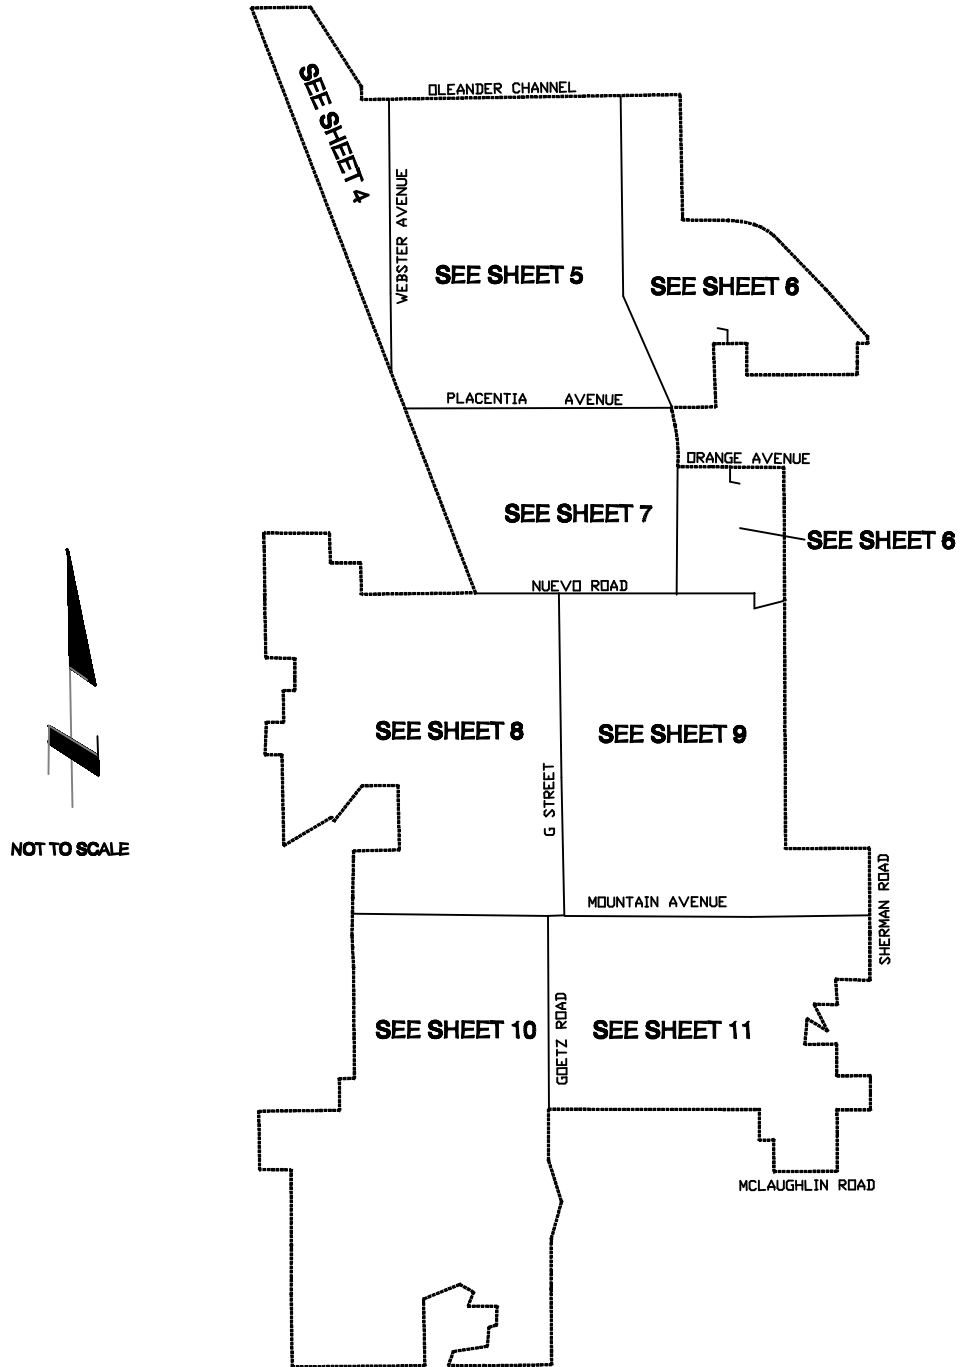 OLEANDER CHANNEL
SEE SHEET 4
WEBSTER AVENUE
SEE SHEET 5
SEE SHEET 6
PLACENTIA AVENUE
ORANGE AVENUE
SEE SHEET 7
SEE SHEET 6
NUEVO ROAD
SEE SHEET 8
SEE SHEET 9
G STREET
NOT TO SCALE
MOUNTAIN AVENUE
SHERMAN ROAD
SEE SHEET 10
GOETZ ROAD
SEE SHEET 11
MCLAUGHLIN ROAD